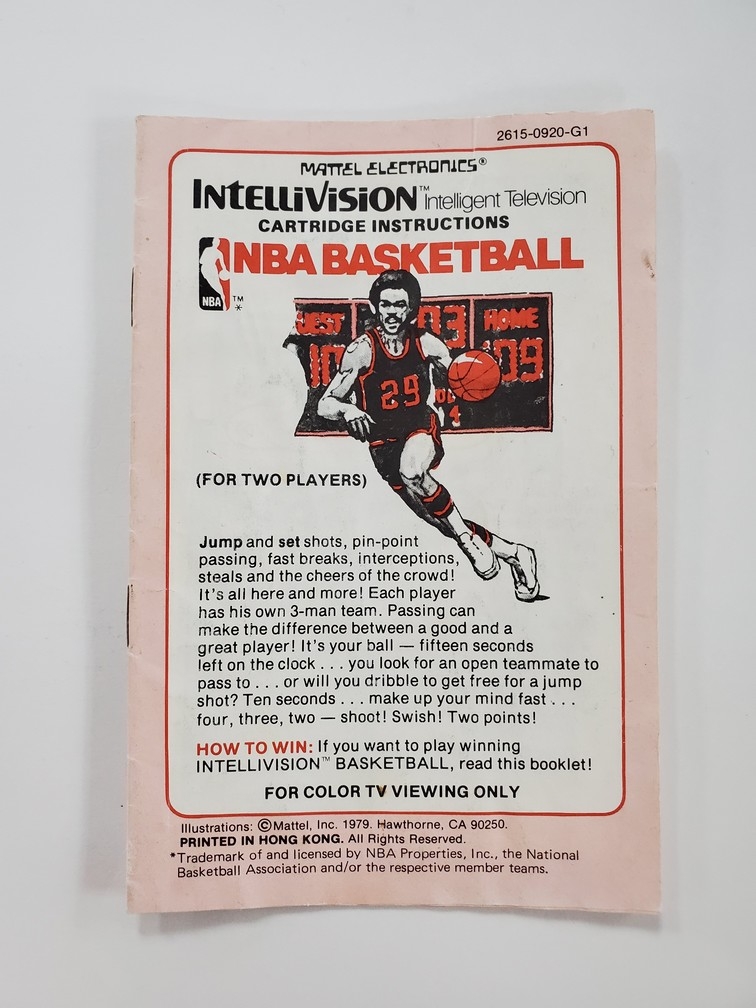 2615-0920-G1
MATTEL ELECTRONICS®
INTELLIVISION™ Intelligent Television
CARTRIDGE INSTRUCTIONS
NBA BASKETBALL
NBA ™
*
UEST 03 HOME
10 109
29
4
(FOR TWO PLAYERS)
Jump and set shots, pin-point
passing, fast breaks, interceptions,
steals and the cheers of the crowd!
It's all here and more! Each player
has his own 3-man team. Passing can
make the difference between a good and a
great player! It's your ball — fifteen seconds
left on the clock . . . you look for an open teammate to
pass to . . . or will you dribble to get free for a jump
shot? Ten seconds . . . make up your mind fast . . .
four, three, two — shoot! Swish! Two points!
HOW TO WIN: If you want to play winning
INTELLIVISION™ BASKETBALL, read this booklet!
FOR COLOR TV VIEWING ONLY
Illustrations: ©Mattel, Inc. 1979. Hawthorne, CA 90250.
PRINTED IN HONG KONG. All Rights Reserved.
*Trademark of and licensed by NBA Properties, Inc., the National
Basketball Association and/or the respective member teams.